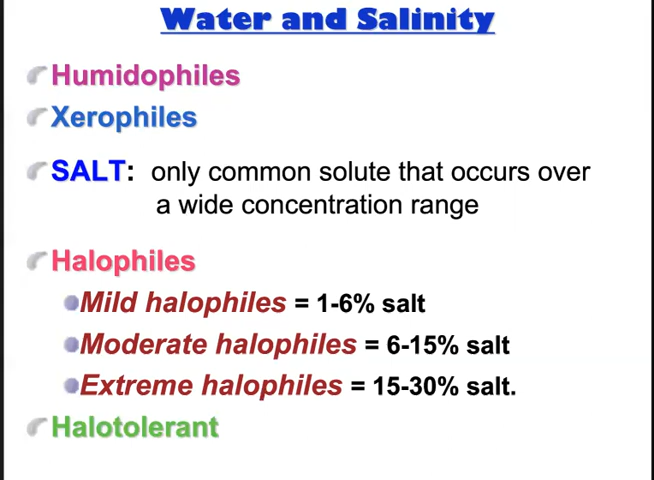 Water and Salinity
Humidophiles
Xerophiles
SALT: only common solute that occurs over
a wide concentration range
Halophiles
Mild halophiles = 1-6% salt
Moderate halophiles = 6-15% salt
Extreme halophiles = 15-30% salt.
Halotolerant